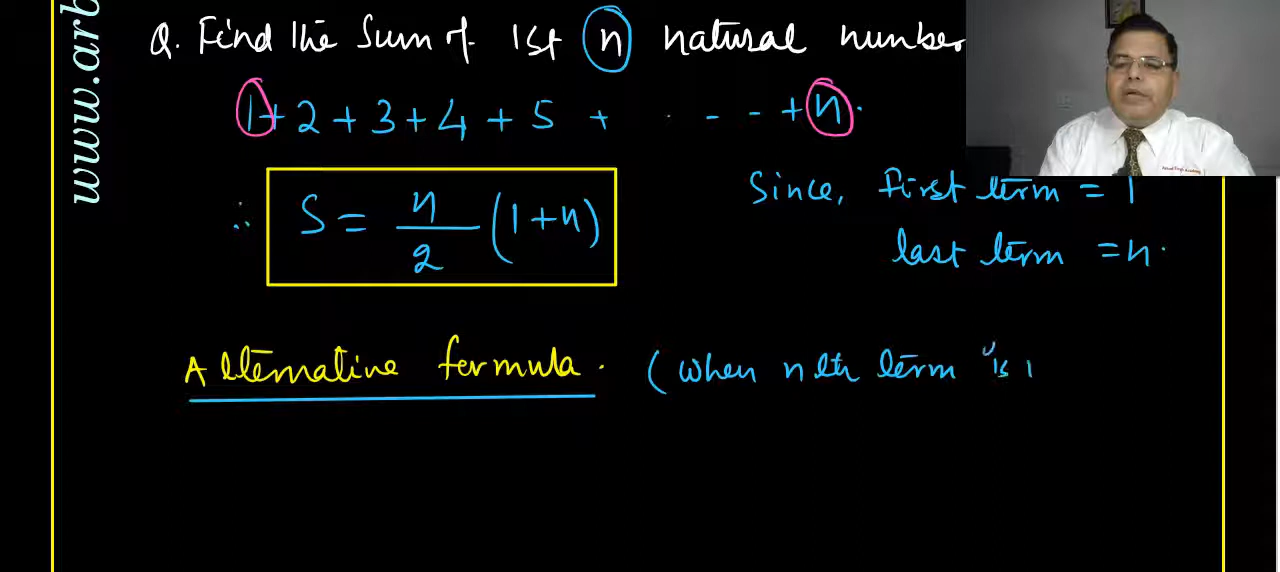 www.arb
Q. Find the Sum of 1st n natural number
1 + 2 + 3 + 4 + 5 + . - - + n.
∴ S = n/2 (1+n)
Since, first term = 1
last term = n.
Alternative formula. (when nth term is